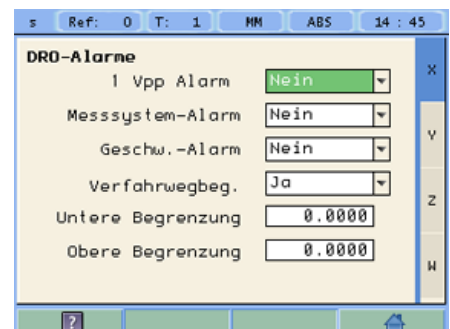 s Ref: 0 T: 1 MM ABS 14 : 45
DRO-Alarme
1 Vpp Alarm Nein
Messsystem-Alarm Nein
Geschw.-Alarm Nein
Verfahrwegbeg. Ja
Untere Begrenzung 0.0000
Obere Begrenzung 0.0000
X
Y
Z
W
?